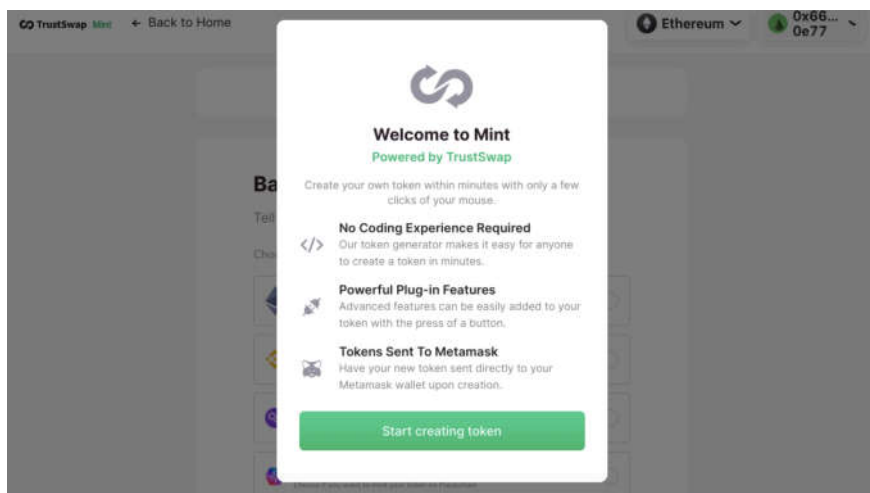 TrustSwap Mint
← Back to Home
Ethereum
0x66...
0e77
Welcome to Mint
Powered by TrustSwap
Create your own token within minutes with only a few
clicks of your mouse.
Ba
Tell
No Coding Experience Required
</> Our token generator makes it easy for anyone
to create a token in minutes.
Cho
Powerful Plug-in Features
Advanced features can be easily added to your
token with the press of a button.
Tokens Sent To Metamask
Have your new token sent directly to your
Metamask wallet upon creation.
Start creating token